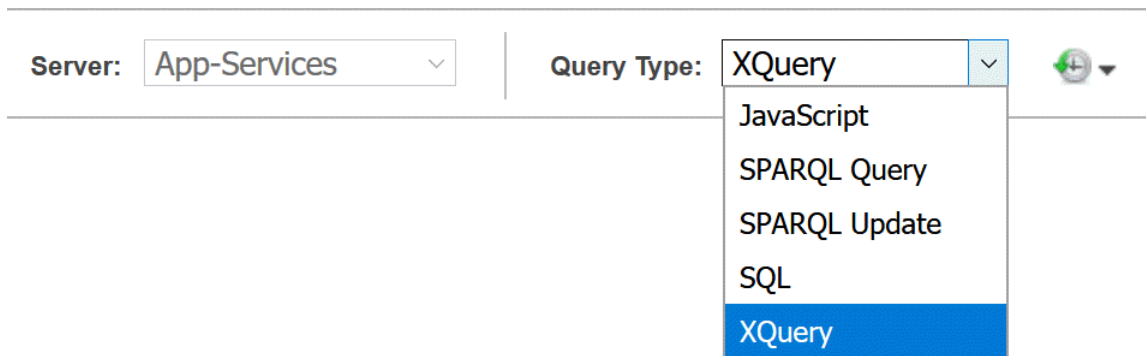 Server: App-Services Query Type: XQuery
JavaScript
SPARQL Query
SPARQL Update
SQL
XQuery